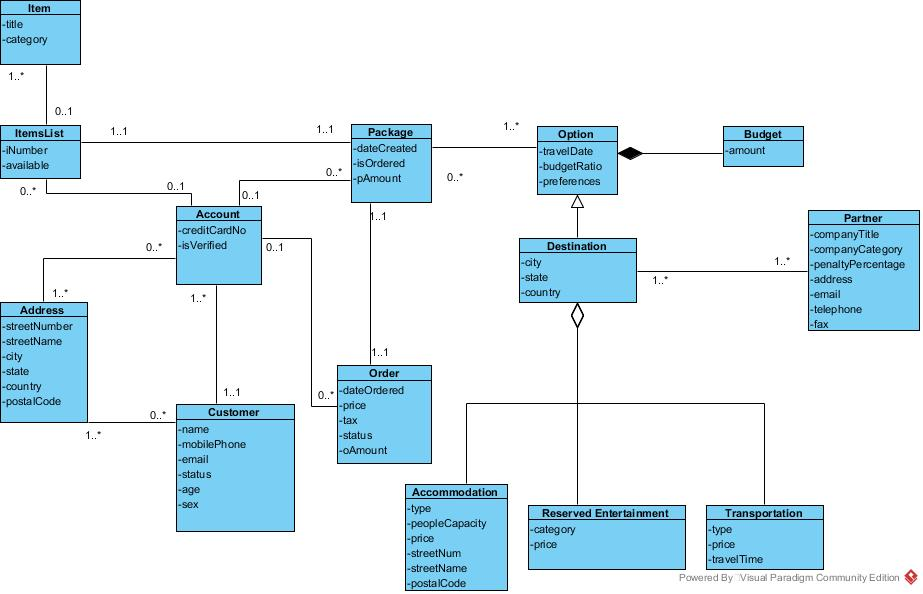 Item
-title
-category
1..*
0..1
ItemsList
-iNumber
-available
1..1
1..1
Package
-dateCreated
-isOrdered
-pAmount
1..*
0..*
Option
-travelDate
-budgetRatio
-preferences
Budget
-amount
0..*
0..1
0..1
0..*
Account
-creditCardNo
-isVerified
0..1
1..1
Destination
-city
-state
-country
1..*
1..*
Partner
-companyTitle
-companyCategory
-penaltyPercentage
-address
-email
-telephone
-fax
0..*
1..*
1..*
Address
-streetNumber
-streetName
-city
-state
-country
-postalCode
1..1
1..1
0..*
Order
-dateOrdered
-price
-tax
-status
-oAmount
0..*
1..*
Customer
-name
-mobilePhone
-email
-status
-age
-sex
Accommodation
-type
-peopleCapacity
-price
-streetNum
-streetName
-postalCode
Reserved Entertainment
-category
-price
Transportation
-type
-price
-travelTime
Powered By Visual Paradigm Community Edition